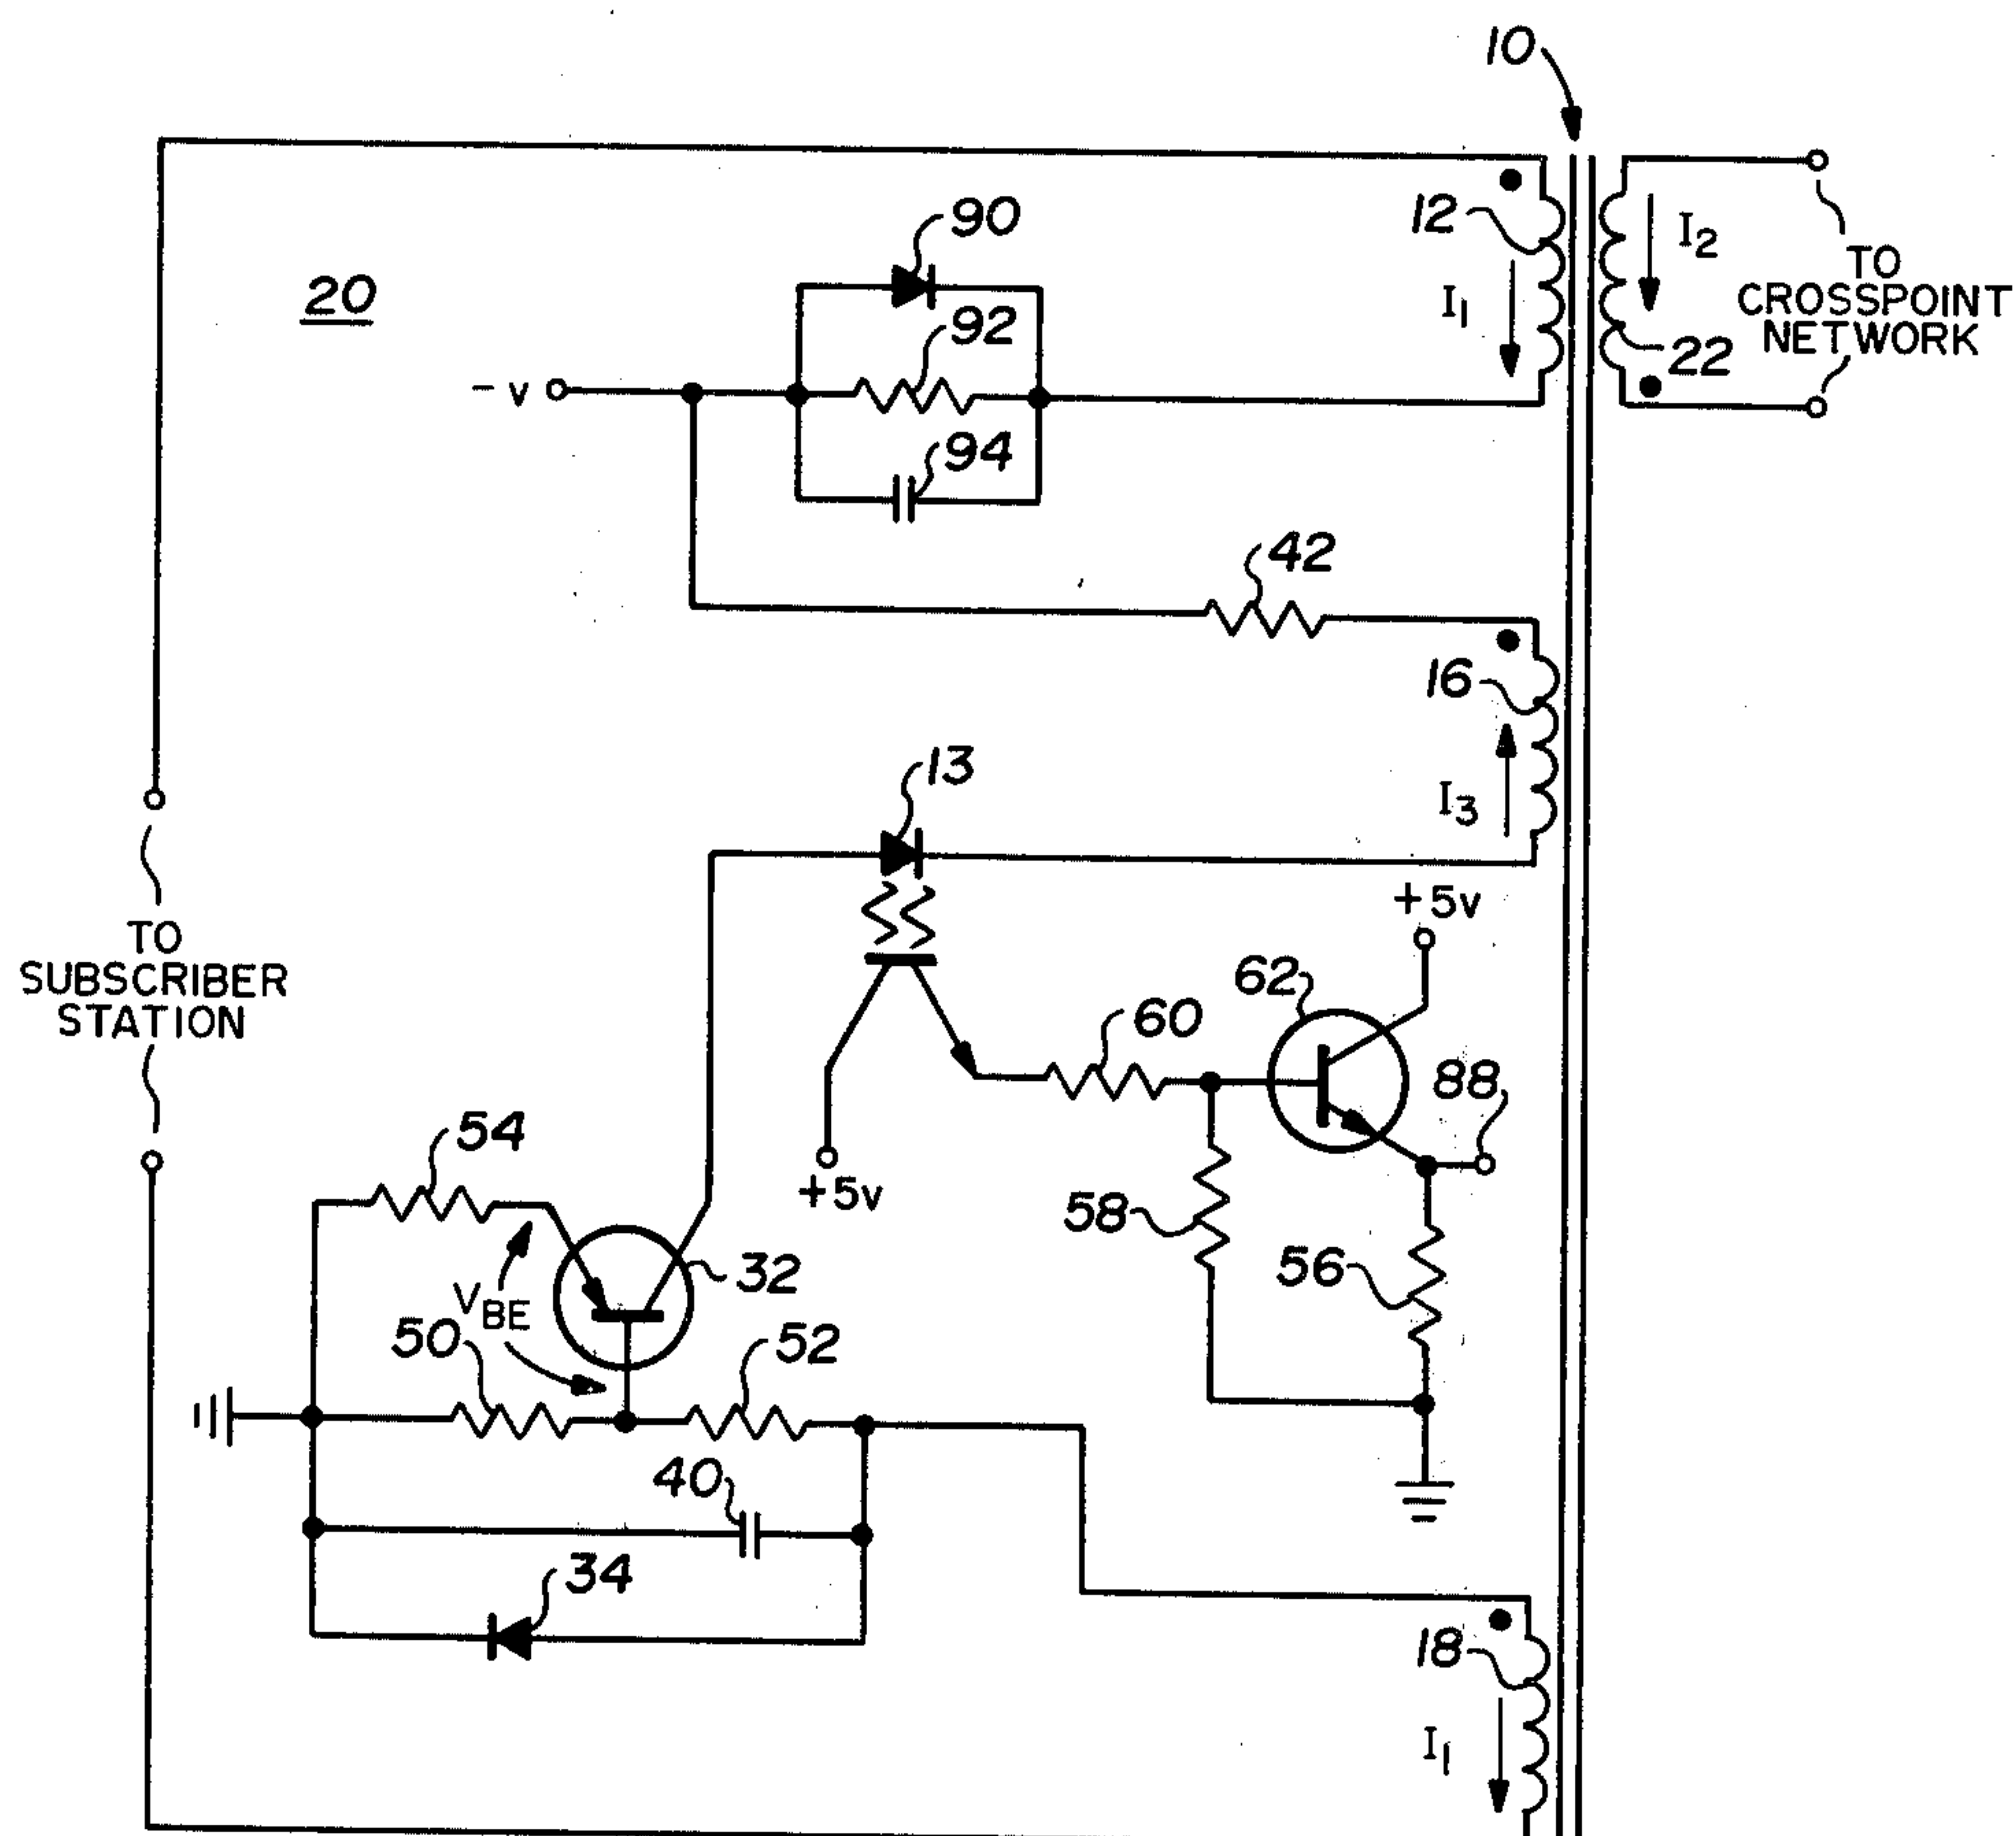 10
12
I1
I2
TO
CROSSPOINT
NETWORK
22
90
20
92
- v
94
42
16
I3
13
+5v
TO
SUBSCRIBER
STATION
62
60
88
54
+5v
58
56
32
VBE
50
52
40
34
18
I1